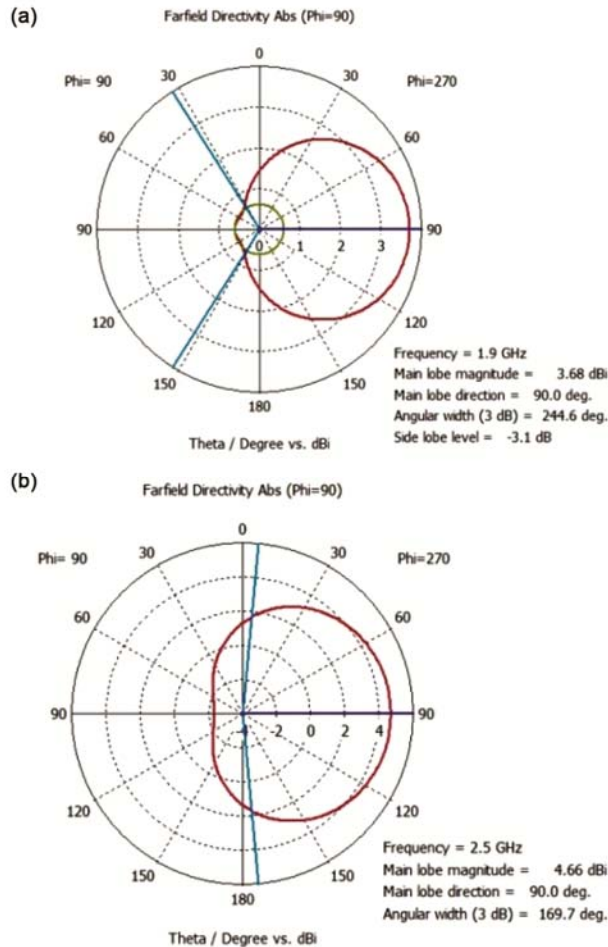 (a)
Farfield Directivity Abs (Phi=90)
0
Phi= 90 30 30 Phi=270
60 60
90 0 1 2 3 90
120 120
150 150
180
Frequency = 1.9 GHz
Main lobe magnitude = 3.68 dBi
Main lobe direction = 90.0 deg.
Angular width (3 dB) = 244.6 deg.
Side lobe level = -3.1 dB
Theta / Degree vs. dBi
(b)
Farfield Directivity Abs (Phi=90)
0
Phi= 90 30 30 Phi=270
60 60
90 -4 -2 0 2 4 90
120 120
150 150
180
Frequency = 2.5 GHz
Main lobe magnitude = 4.66 dBi
Main lobe direction = 90.0 deg.
Angular width (3 dB) = 169.7 deg.
Theta / Degree vs. dBi